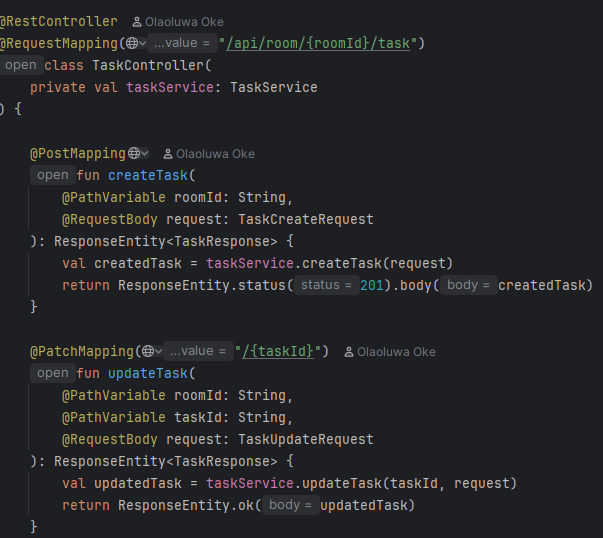 @RestController Olaoluwa Oke
@RequestMapping(...value = "/api/room/{roomId}/task")
open class TaskController(
private val taskService: TaskService
) {
@PostMapping Olaoluwa Oke
open fun createTask(
@PathVariable roomId: String,
@RequestBody request: TaskCreateRequest
): ResponseEntity<TaskResponse> {
val createdTask = taskService.createTask(request)
return ResponseEntity.status( status = 201).body( body = createdTask)
}
@PatchMapping(...value = "/{taskId}") Olaoluwa Oke
open fun updateTask(
@PathVariable roomId: String,
@PathVariable taskId: String,
@RequestBody request: TaskUpdateRequest
): ResponseEntity<TaskResponse> {
val updatedTask = taskService.updateTask(taskId, request)
return ResponseEntity.ok( body = updatedTask)
}